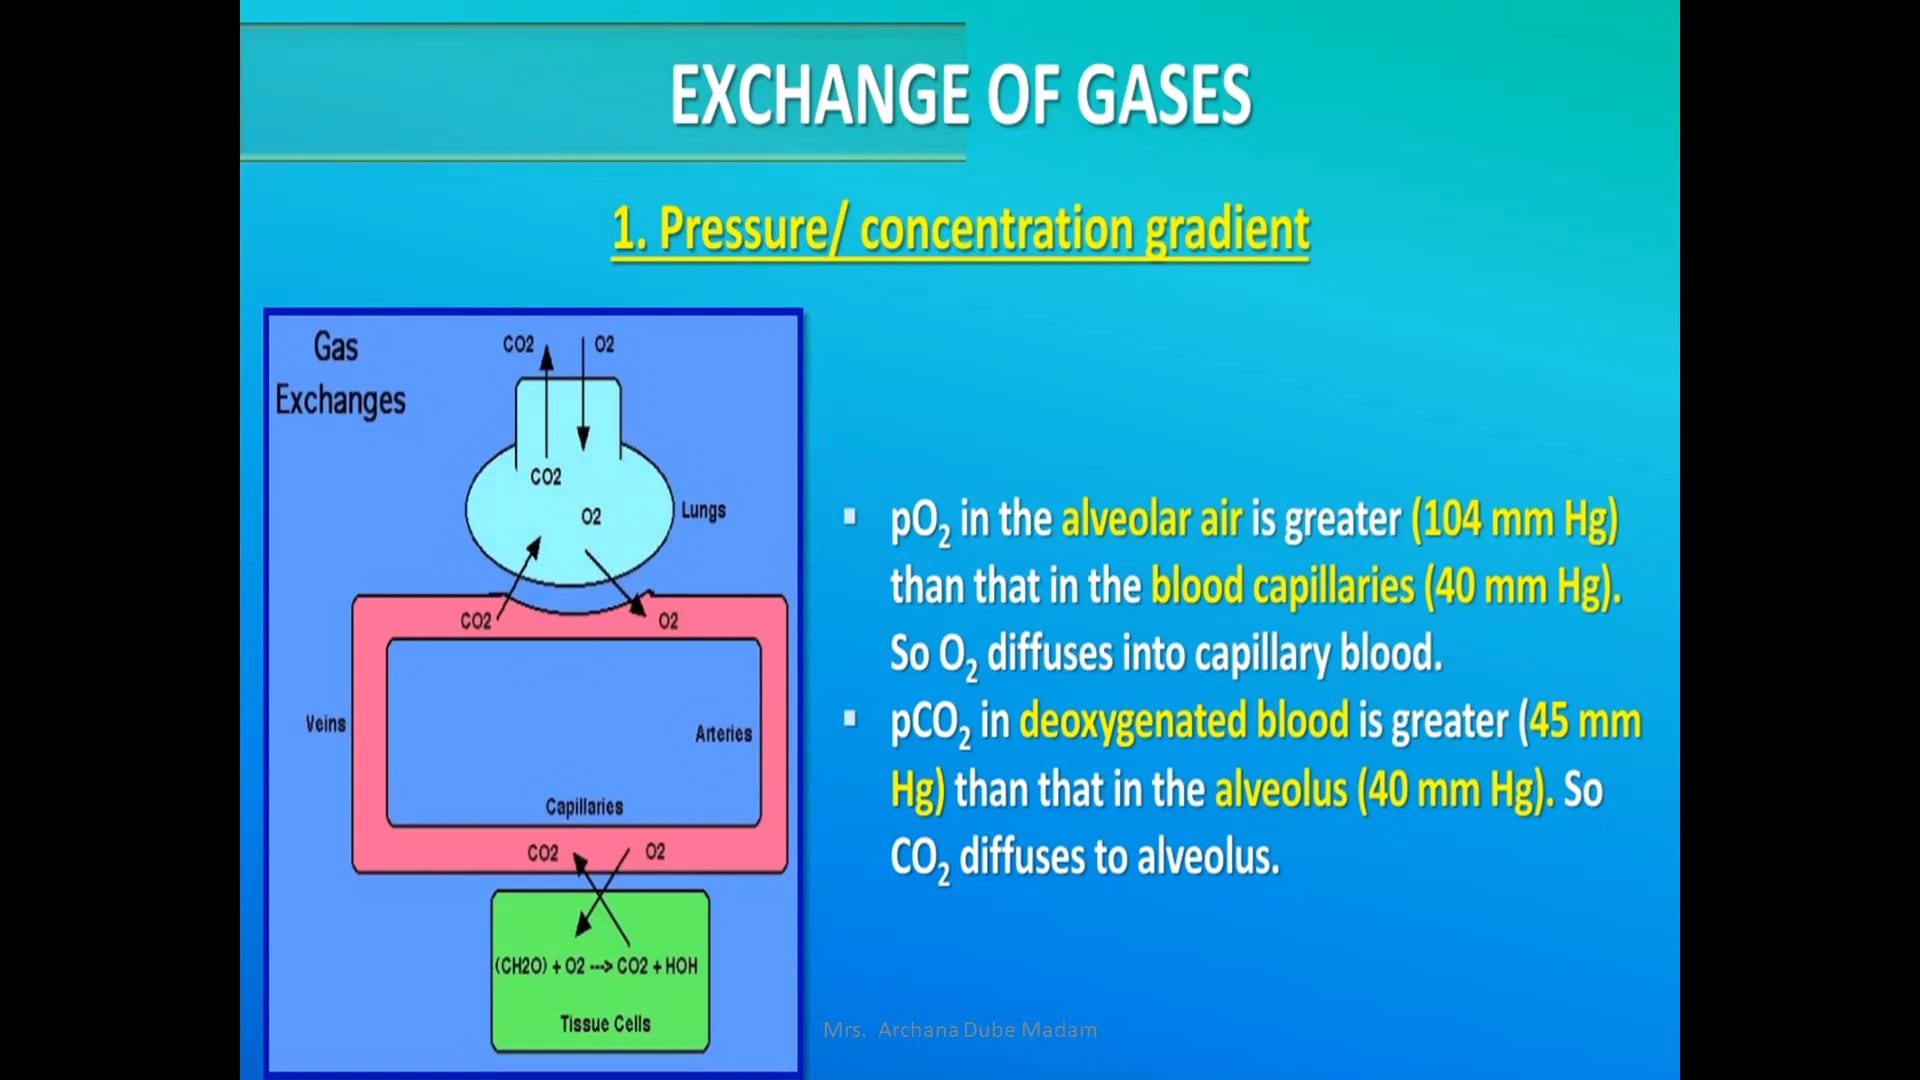 EXCHANGE OF GASES
1. Pressure/ concentration gradient
Gas
Exchanges
CO2
O2
CO2
O2
Lungs
CO2
O2
Veins
Arteries
Capillaries
CO2
O2
(CH2O) + O2 ---> CO2 + HOH
Tissue Cells
▪ pO₂ in the alveolar air is greater (104 mm Hg)
than that in the blood capillaries (40 mm Hg).
So O₂ diffuses into capillary blood.
▪ pCO₂ in deoxygenated blood is greater (45 mm
Hg) than that in the alveolus (40 mm Hg). So
CO₂ diffuses to alveolus.
Mrs. Archana Dube Madam